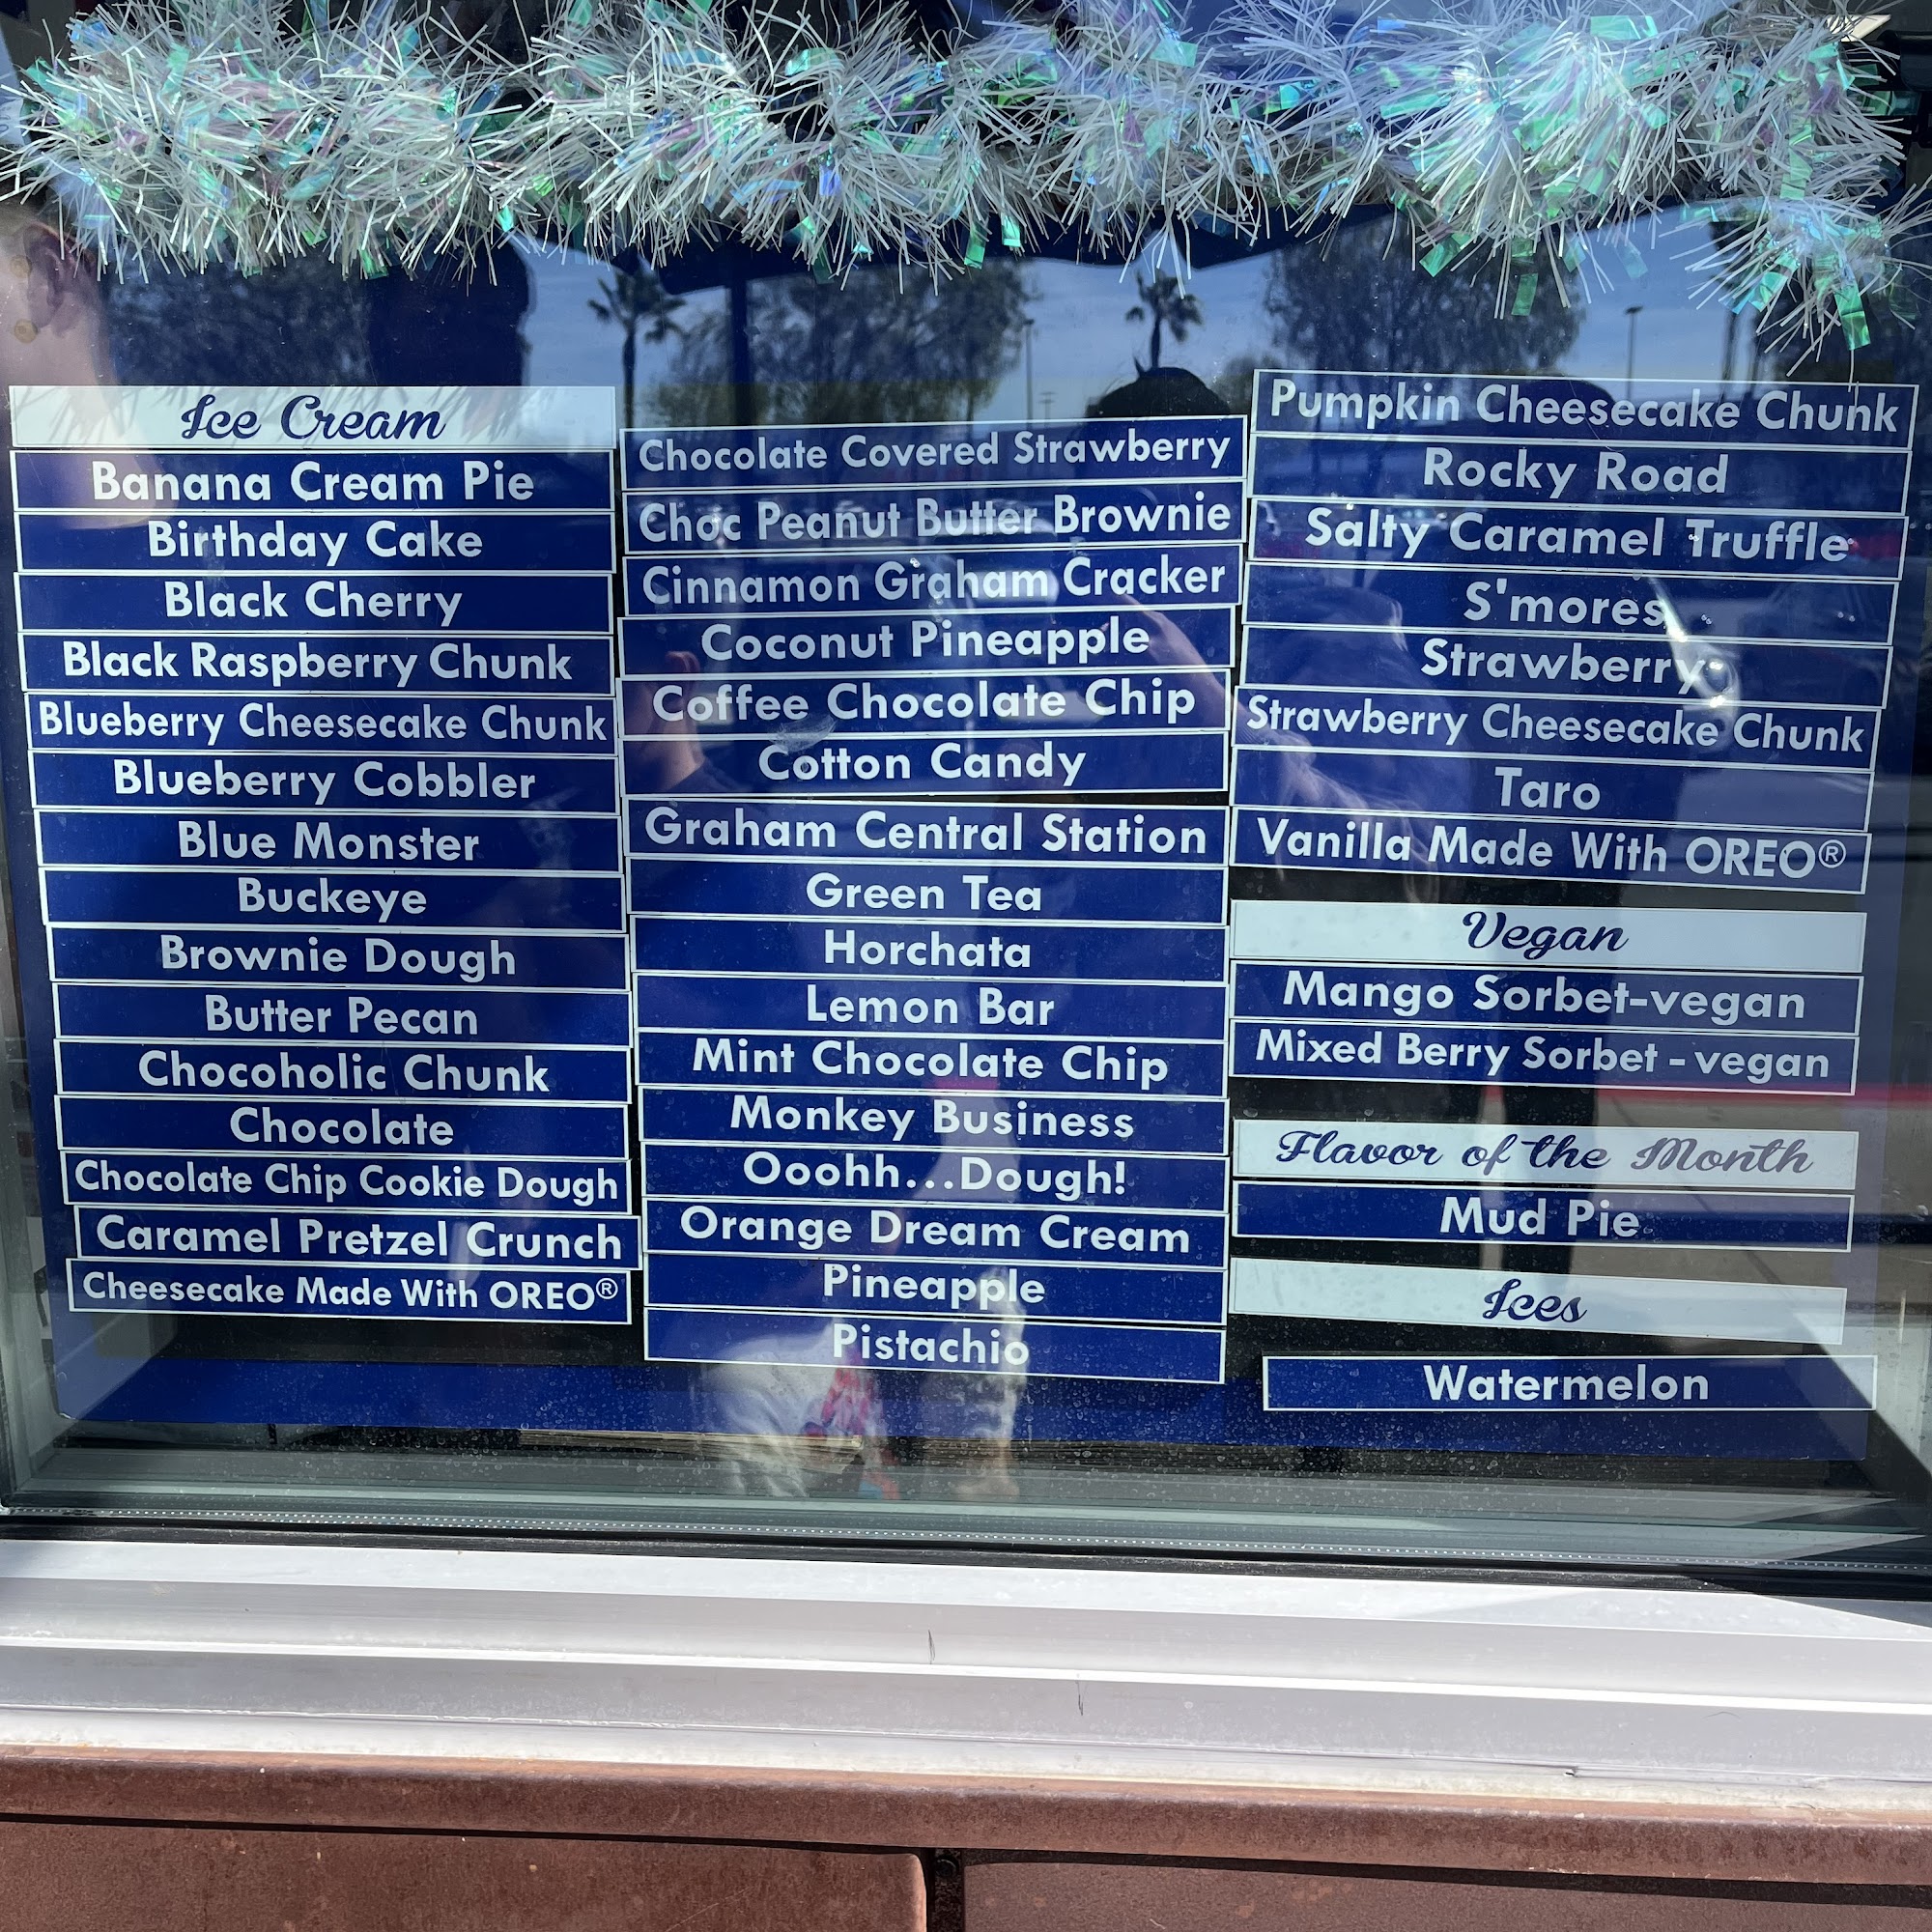 Ice Cream
Banana Cream Pie
Birthday Cake
Black Cherry
Black Raspberry Chunk
Blueberry Cheesecake Chunk
Blueberry Cobbler
Blue Monster
Buckeye
Brownie Dough
Butter Pecan
Chocoholic Chunk
Chocolate
Chocolate Chip Cookie Dough
Caramel Pretzel Crunch
Cheesecake Made With OREO®
Chocolate Covered Strawberry
Choc Peanut Butter Brownie
Cinnamon Graham Cracker
Coconut Pineapple
Coffee Chocolate Chip
Cotton Candy
Graham Central Station
Green Tea
Horchata
Lemon Bar
Mint Chocolate Chip
Monkey Business
Ooohh...Dough!
Orange Dream Cream
Pineapple
Pistachio
Pumpkin Cheesecake Chunk
Rocky Road
Salty Caramel Truffle
S'mores
Strawberry
Strawberry Cheesecake Chunk
Taro
Vanilla Made With OREO®
Vegan
Mango Sorbet-vegan
Mixed Berry Sorbet - vegan
Flavor of the Month
Mud Pie
Ices
Watermelon